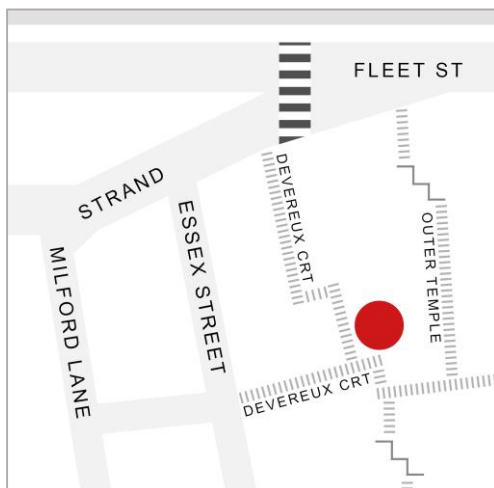 FLEET ST
STRAND
DEVEREUX CRT
ESSEX STREET
OUTER TEMPLE
MILFORD LANE
DEVEREUX CRT